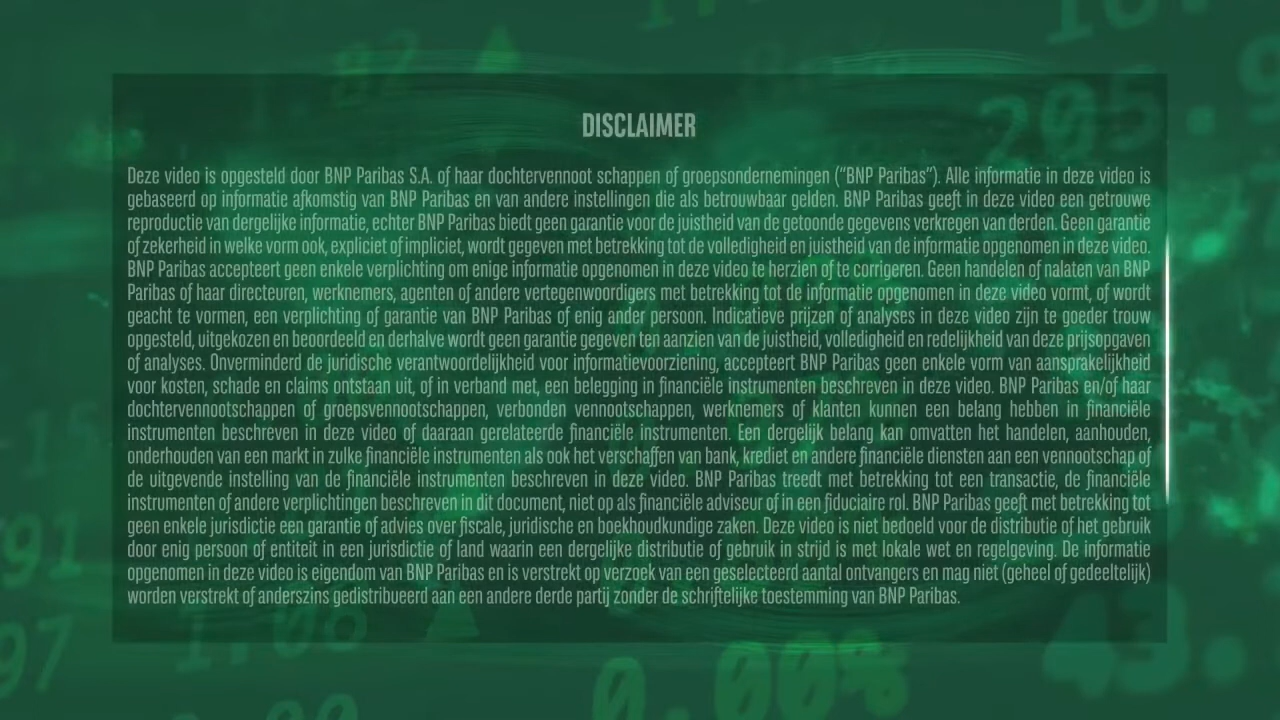 DISCLAIMER
Deze video is opgesteld door BNP Paribas S.A. of haar dochtervennoot schappen of groepsondernemingen (“BNP Paribas”). Alle informatie in deze video is
gebaseerd op informatie afkomstig van BNP Paribas en van andere instellingen die als betrouwbaar gelden. BNP Paribas geeft in deze video een getrouwe
reproductie van dergelijke informatie, echter BNP Paribas biedt geen garantie voor de juistheid van de getoonde gegevens verkregen van derden. Geen garantie
of zekerheid in welke vorm ook, expliciet of impliciet, wordt gegeven met betrekking tot de volledigheid en juistheid van de informatie opgenomen in deze video.
BNP Paribas accepteert geen enkele verplichting om enige informatie opgenomen in deze video te herzien of te corrigeren. Geen handelen of nalaten van BNP
Paribas of haar directeuren, werknemers, agenten of andere vertegenwoordigers met betrekking tot de informatie opgenomen in deze video vormt, of wordt
geacht te vormen, een verplichting of garantie van BNP Paribas of enig ander persoon. Indicatieve prijzen of analyses in deze video zijn te goeder trouw
opgesteld, uitgekozen en beoordeeld en derhalve wordt geen garantie gegeven ten aanzien van de juistheid, volledigheid en redelijkheid van deze prijsopgaven
of analyses. Onverminderd de juridische verantwoordelijkheid voor informatievoorziening, accepteert BNP Paribas geen enkele vorm van aansprakelijkheid
voor kosten, schade en claims ontstaan uit, of in verband met, een belegging in financiële instrumenten beschreven in deze video. BNP Paribas en/of haar
dochtervennootschappen of groepsvennootschappen, verbonden vennootschappen, werknemers of klanten kunnen een belang hebben in financiële
instrumenten beschreven in deze video of daaraan gerelateerde financiële instrumenten. Een dergelijk belang kan omvatten het handelen, aanhouden,
onderhouden van een markt in zulke financiële instrumenten als ook het verschaffen van bank, krediet en andere financiële diensten aan een vennootschap of
de uitgevende instelling van de financiële instrumenten beschreven in deze video. BNP Paribas treedt met betrekking tot een transactie, de financiële
instrumenten of andere verplichtingen beschreven in dit document, niet op als financiële adviseur of in een fiduciaire rol. BNP Paribas geeft met betrekking tot
geen enkele jurisdictie een garantie of advies over fiscale, juridische en boekhoudkundige zaken. Deze video is niet bedoeld voor de distributie of het gebruik
door enig persoon of entiteit in een jurisdictie of land waarin een dergelijke distributie of gebruik in strijd is met lokale wet en regelgeving. De informatie
opgenomen in deze video is eigendom van BNP Paribas en is verstrekt op verzoek van een geselecteerd aantal ontvangers en mag niet (geheel of gedeeltelijk)
worden verstrekt of anderszins gedistribueerd aan een andere derde partij zonder de schriftelijke toestemming van BNP Paribas.
205.9
91
97
1.08
0.00%
43.